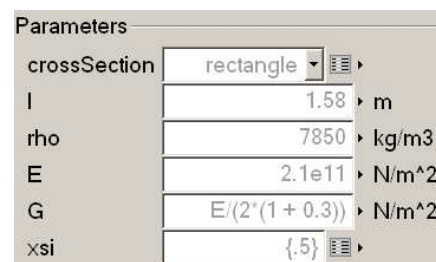 Parameters
crossSection rectangle
l 1.58 m
rho 7850 kg/m3
E 2.1e11 N/m^2
G E/(2*(1 + 0.3)) N/m^2
xsi {.5}